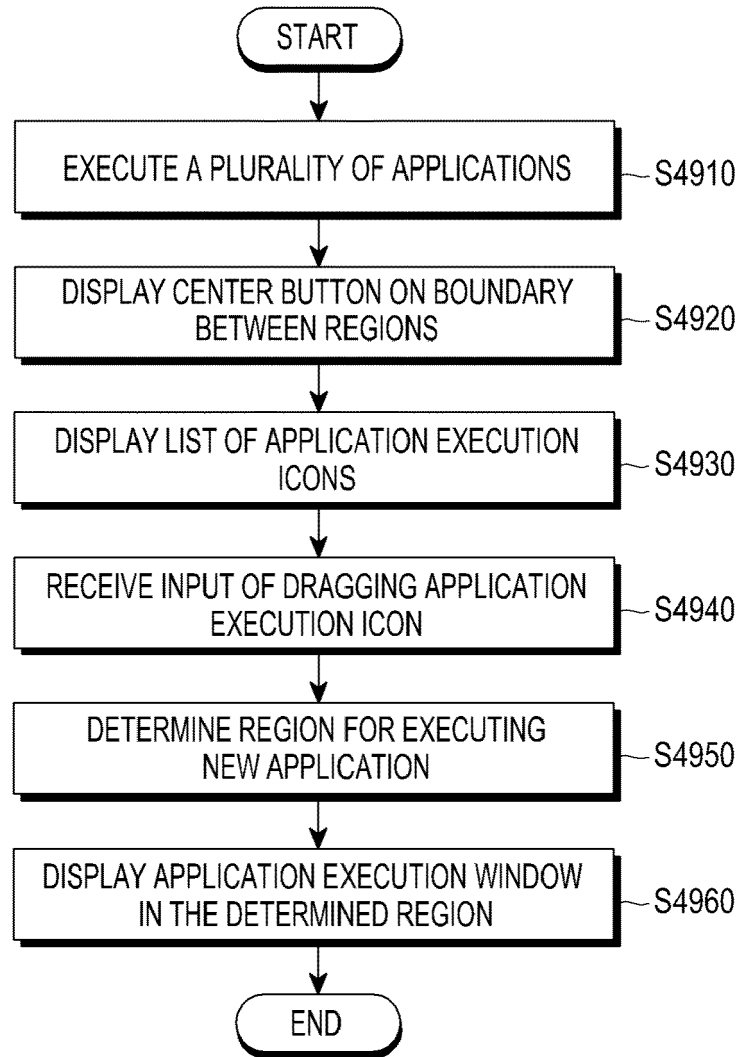 START
EXECUTE A PLURALITY OF APPLICATIONS
S4910
DISPLAY CENTER BUTTON ON BOUNDARY
BETWEEN REGIONS
S4920
DISPLAY LIST OF APPLICATION EXECUTION
ICONS
S4930
RECEIVE INPUT OF DRAGGING APPLICATION
EXECUTION ICON
S4940
DETERMINE REGION FOR EXECUTING
NEW APPLICATION
S4950
DISPLAY APPLICATION EXECUTION WINDOW
IN THE DETERMINED REGION
S4960
END